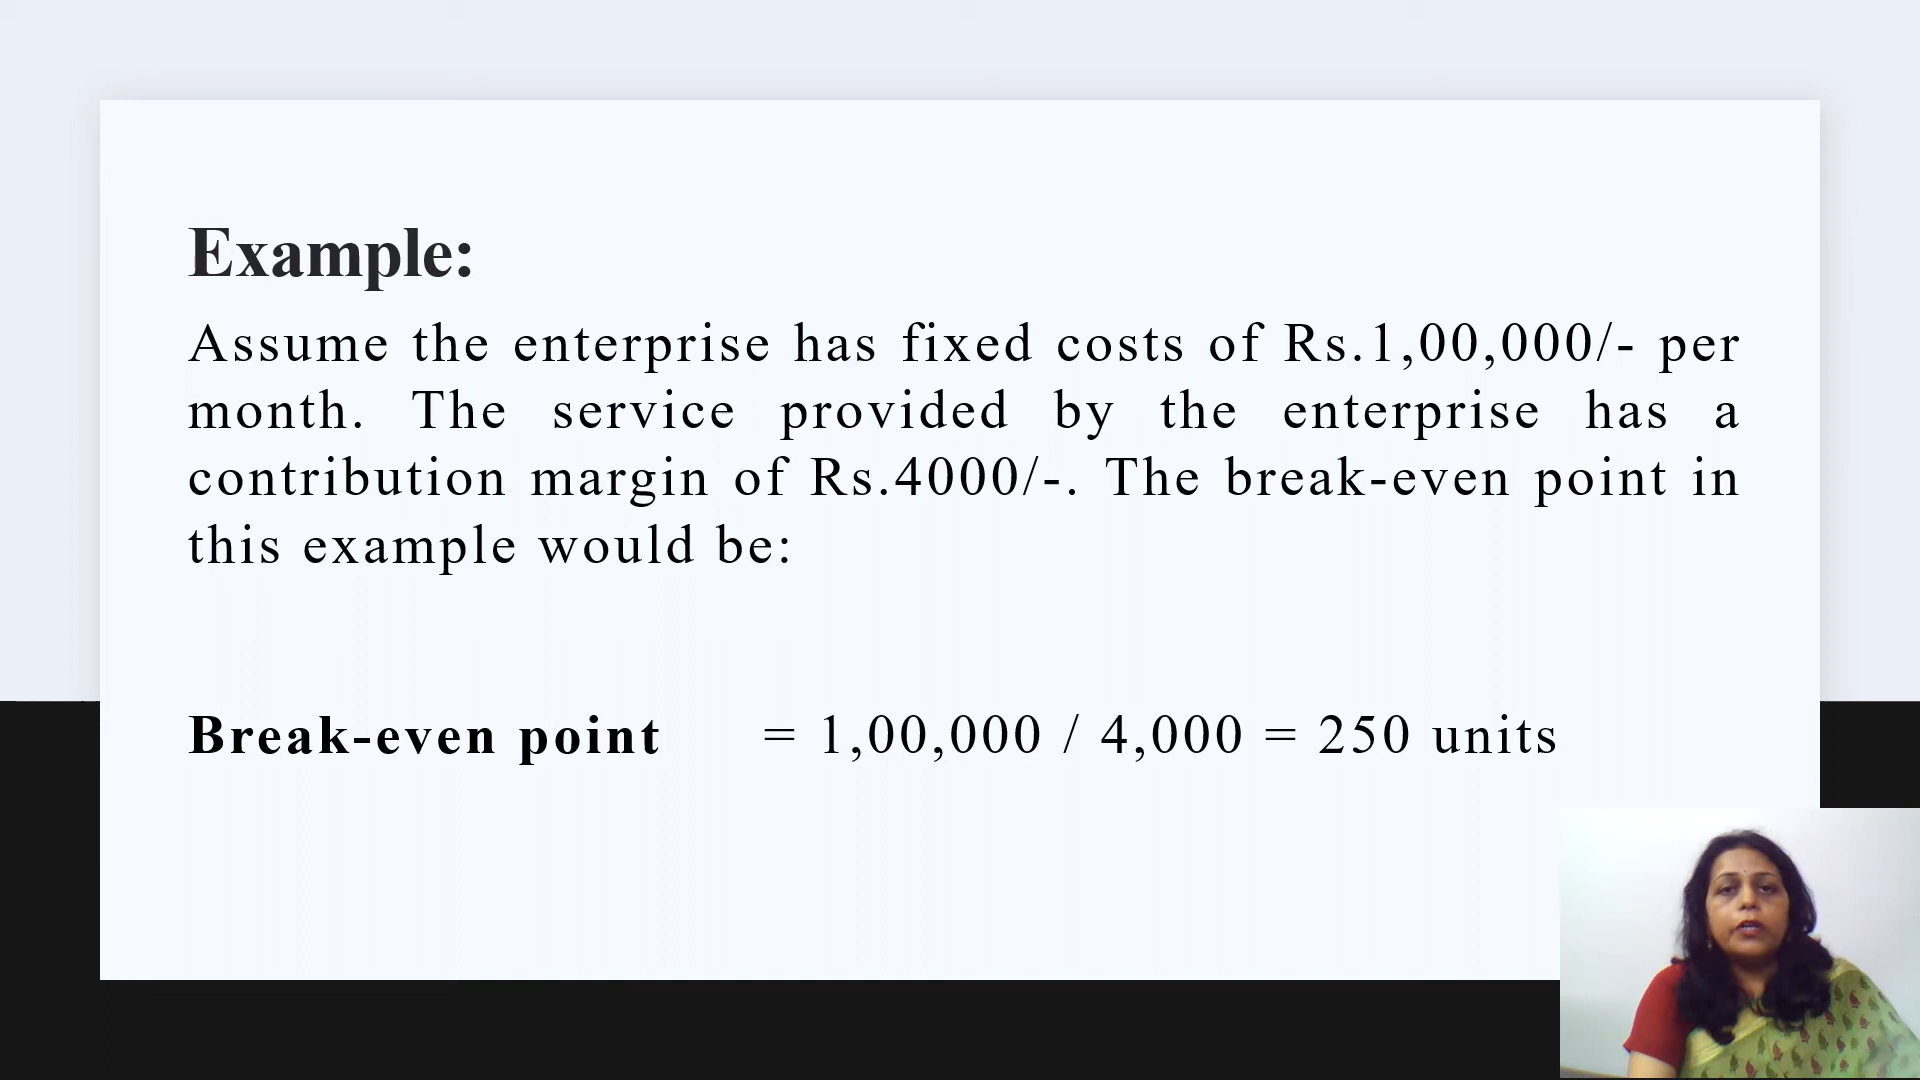 Example:
Assume the enterprise has fixed costs of Rs.1,00,000/- per
month. The service provided by the enterprise has a
contribution margin of Rs.4000/-. The break-even point in
this example would be:
Break-even point = 1,00,000 / 4,000 = 250 units